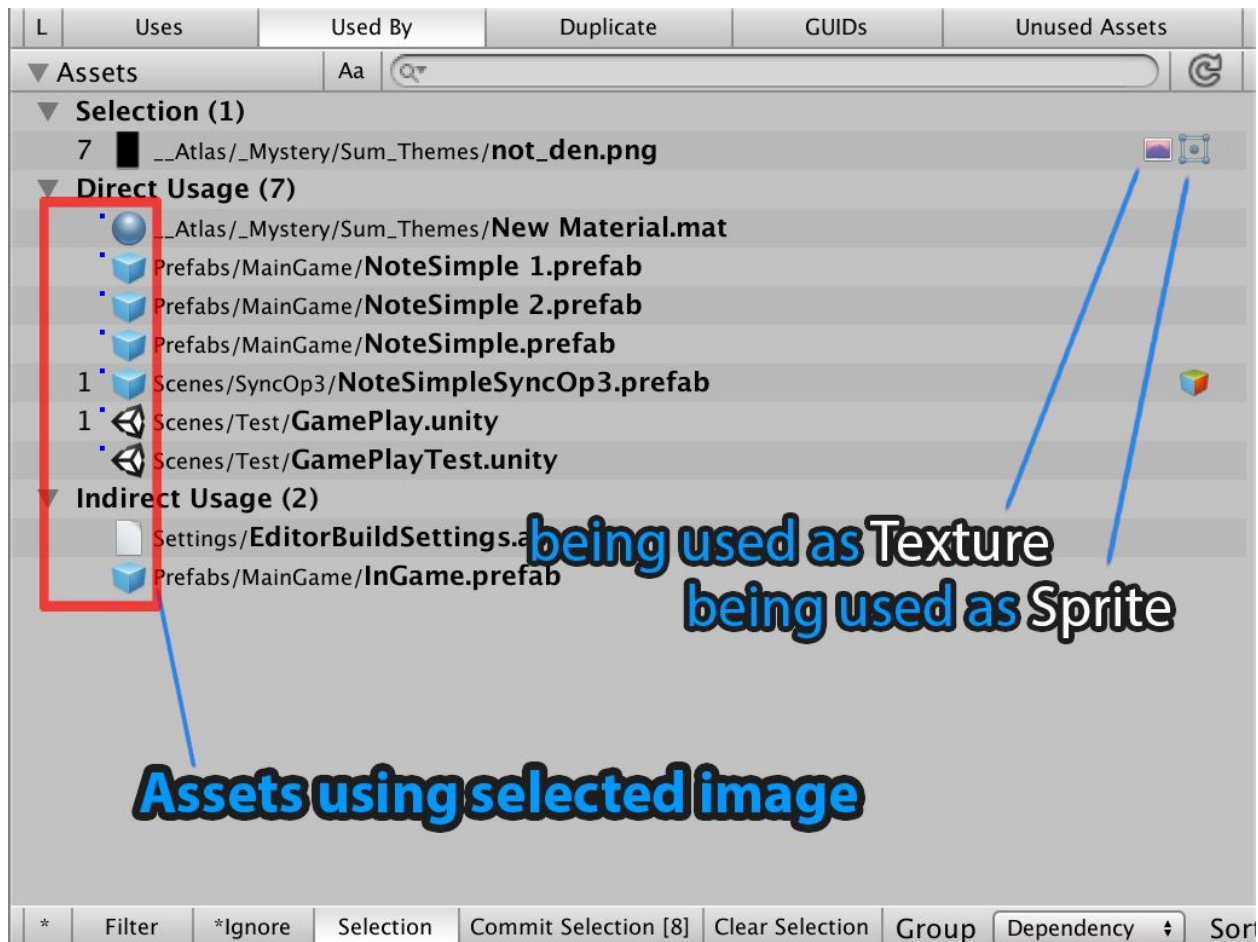 L Uses Used By Duplicate GUIDs Unused Assets
Assets Aa
Selection (1)
7 __Atlas/_Mystery/Sum_Themes/not_den.png
Direct Usage (7)
__Atlas/_Mystery/Sum_Themes/New Material.mat
Prefabs/MainGame/NoteSimple 1.prefab
Prefabs/MainGame/NoteSimple 2.prefab
Prefabs/MainGame/NoteSimple.prefab
1 Scenes/SyncOp3/NoteSimpleSyncOp3.prefab
1 Scenes/Test/GamePlay.unity
Scenes/Test/GamePlayTest.unity
Indirect Usage (2)
Settings/EditorBuildSettings.a
being used as Texture
Prefabs/MainGame/InGame.prefab
being used as Sprite
Assets using selected image
* Filter *Ignore Selection Commit Selection [8] Clear Selection Group Dependency